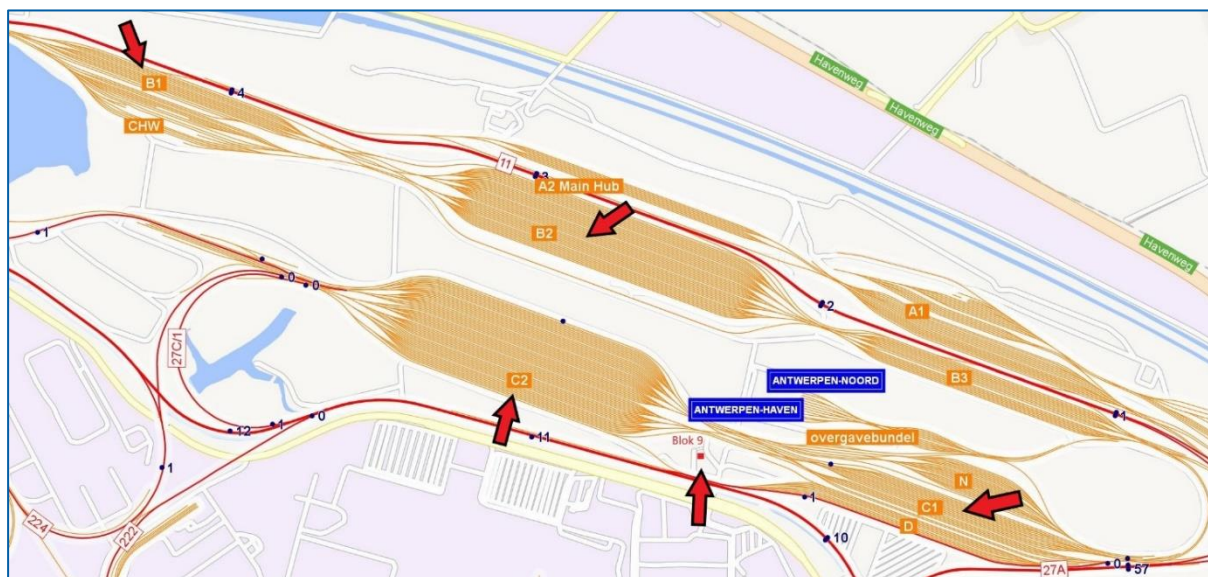 Havenweg
Havenweg
Havenweg
B1
4
CHW
11
3
A2 Main Hub
B2
1
0
0
27C/1
2
A1
B3
ANTWERPEN-NOORD
C2
ANTWERPEN-HAVEN
1
0
1
12
11
overgavebundel
Blok 9
1
N
1
C1
D
224
222
10
0
57
27A